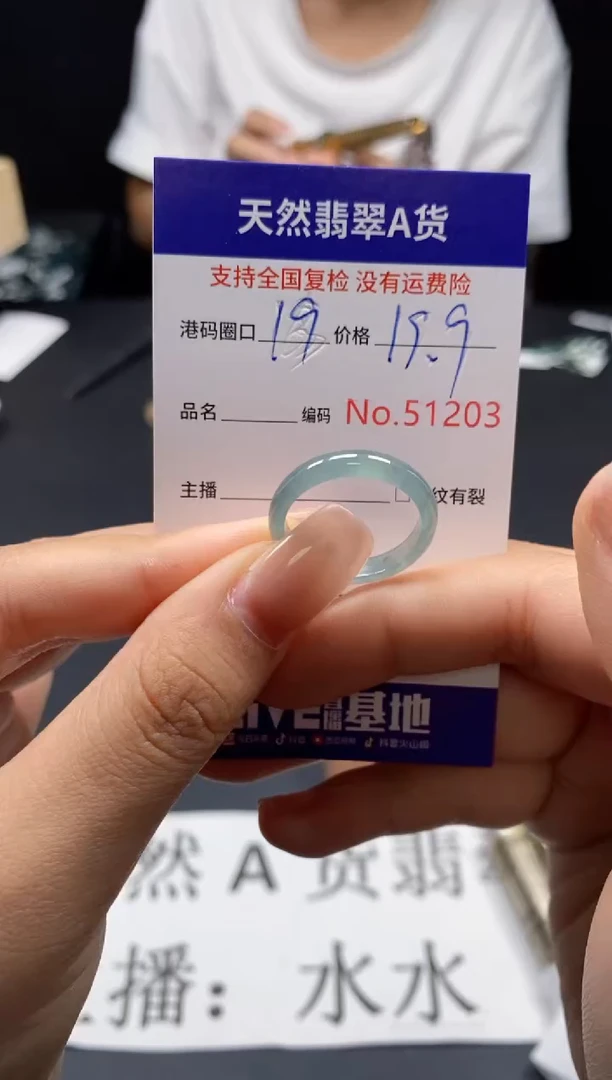 天然翡翠A货
支持全国复检 没有运费险
港码圈口 19 价格 19.9
品名 编码 No.51203
主播 纹有裂
基地
然 A 货翡
播：水水